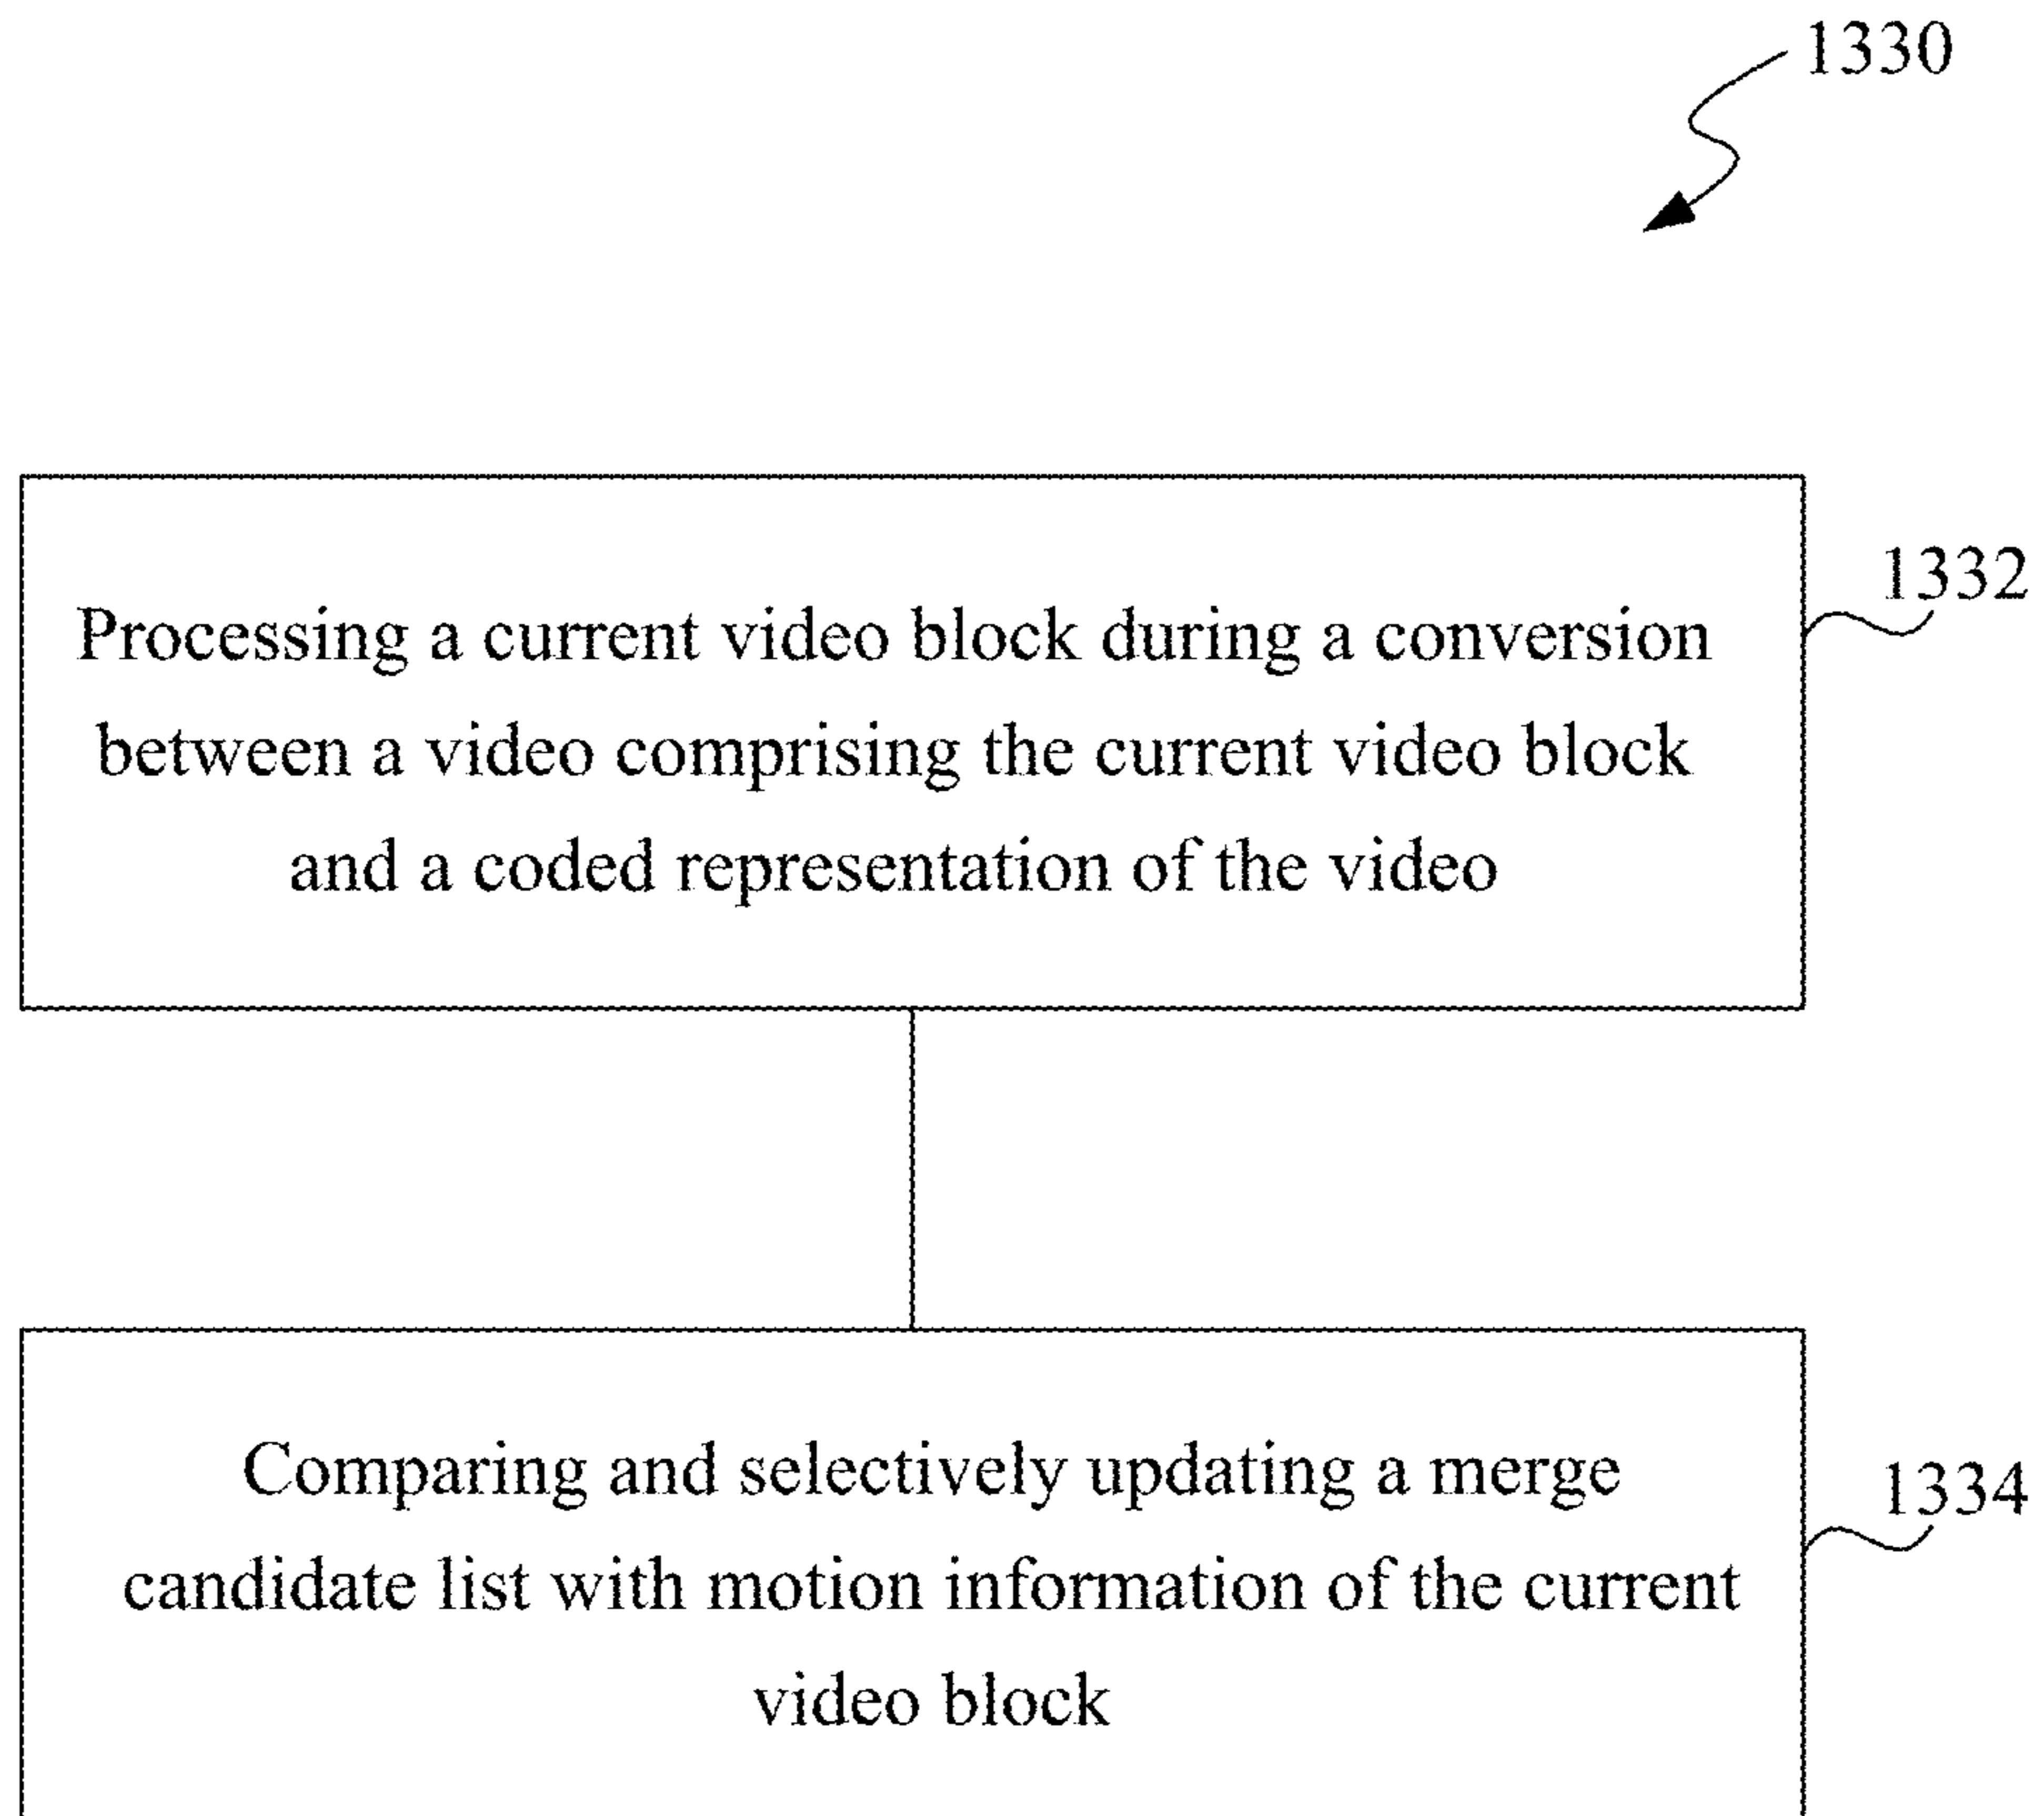 1330
1332
Processing a current video block during a conversion
between a video comprising the current video block
and a coded representation of the video
1334
Comparing and selectively updating a merge
candidate list with motion information of the current
video block